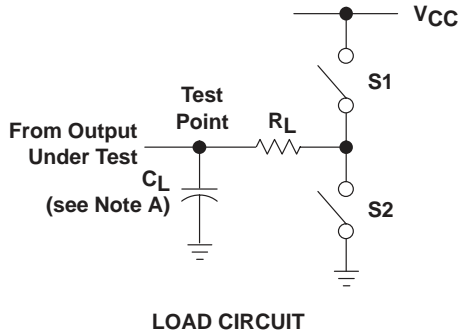 VCC
S1
Test
Point
RL
From Output
Under Test
CL
(see Note A)
S2
LOAD CIRCUIT